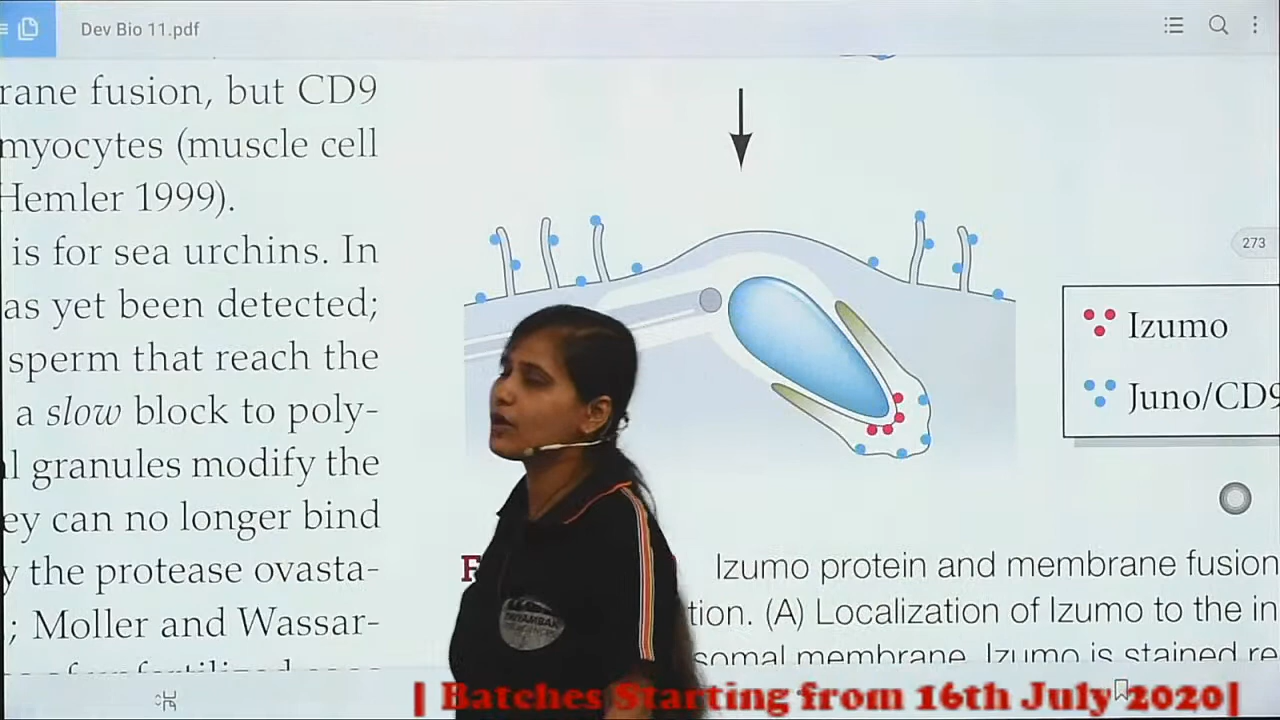 Dev Bio 11.pdf
rane fusion, but CD9
myocytes (muscle cell
Hemler 1999).
is for sea urchins. In
as yet been detected;
sperm that reach the
a slow block to poly-
l granules modify the
ey can no longer bind
y the protease ovasta-
; Moller and Wassar-
273
Izumo
Juno/CD9
Izumo protein and membrane fusion
tion. (A) Localization of Izumo to the in
somal membrane. Izumo is stained re
| Batches Starting from 16th July 2020|